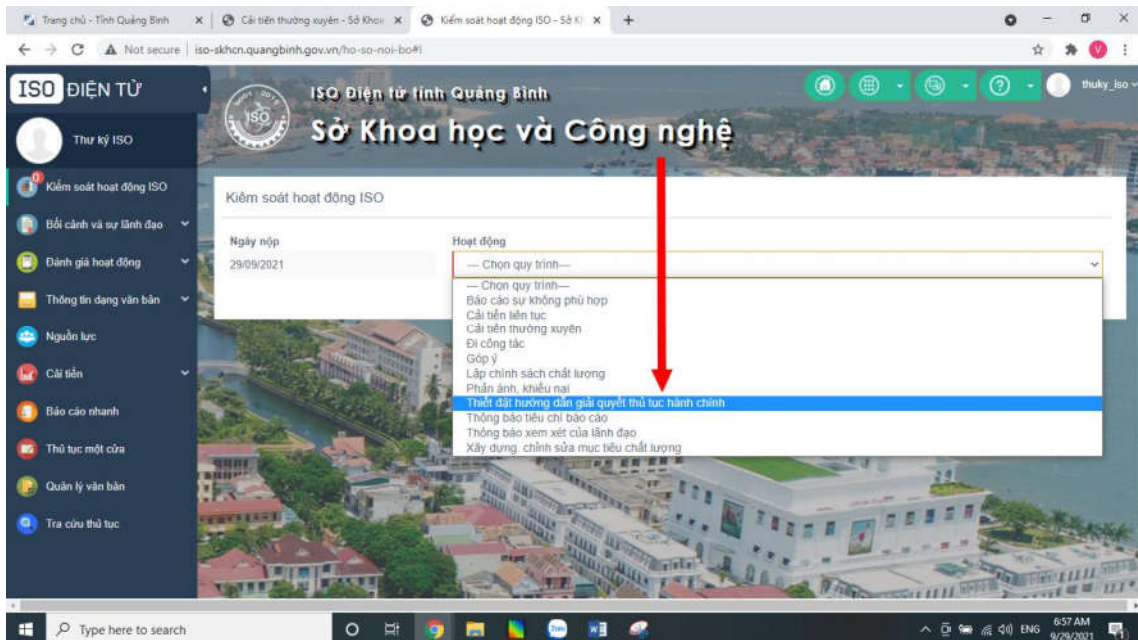 Trang chủ - Tỉnh Quảng Bình
Cải tiến thường xuyên - Sở Khoa
Kiểm soát hoạt động ISO - Sở K
Not secure | iso-skhcn.quangbinh.gov.vn/ho-so-noi-bo#!
V
ISO ĐIỆN TỬ
Thư ký ISO
0
Kiểm soát hoạt động ISO
Bối cảnh và sự lãnh đạo
Đánh giá hoạt động
Thông tin dạng văn bản
Nguồn lực
Cải tiến
Báo cáo nhanh
Thủ tục một cửa
Quản lý văn bản
Tra cứu thủ tục
ISO
ISO Điện tử tỉnh Quảng Bình
Sở Khoa học và Công nghệ
thuky_iso
Kiểm soát hoạt động ISO
Ngày nộp
29/09/2021
Hoạt động
--- Chọn quy trình---
--- Chọn quy trình---
Báo cáo sự không phù hợp
Cải tiến liên tục
Cải tiến thường xuyên
Đi công tác
Góp ý
Lập chính sách chất lượng
Phản ánh, khiếu nại
Thiết đặt hướng dẫn giải quyết thủ tục hành chính
Thông báo tiêu chí báo cáo
Thông báo xem xét của lãnh đạo
Xây dựng, chỉnh sửa mục tiêu chất lượng
Type here to search
Zalo
ENG
6:57 AM
9/29/2021